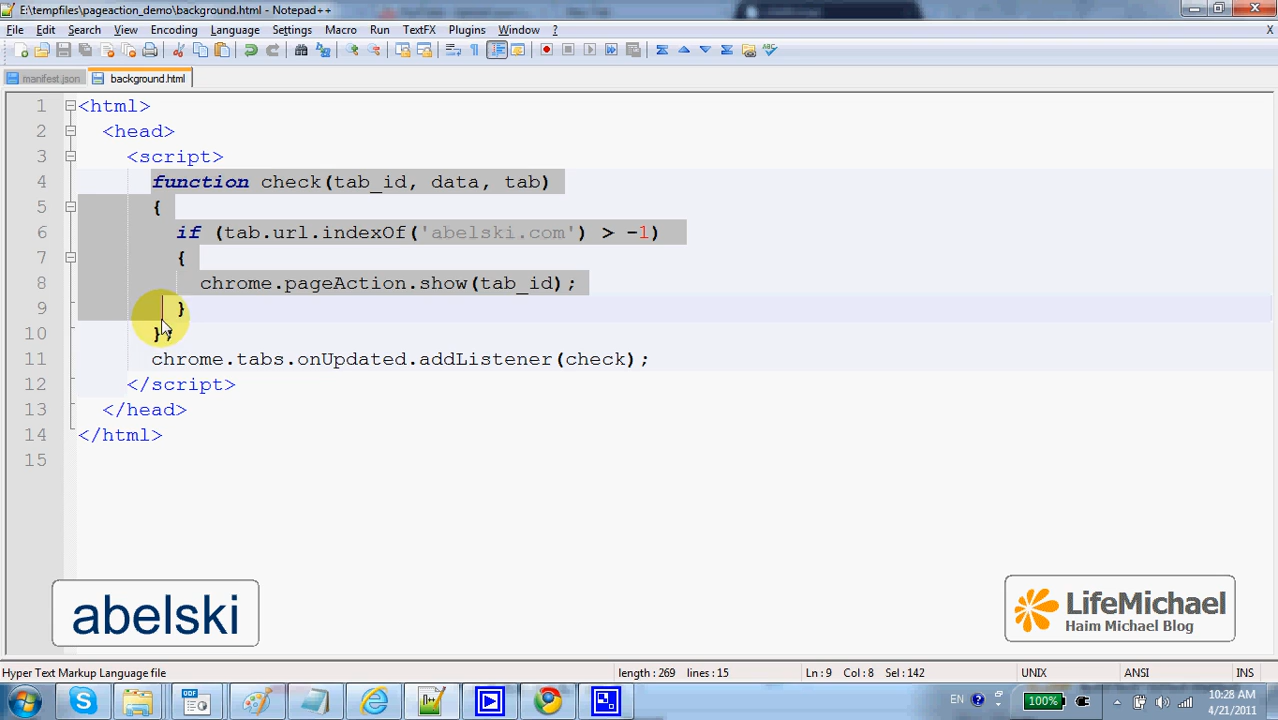 E:\tempfiles\pageaction_demo\background.html - Notepad++
File Edit Search View Encoding Language Settings Macro Run TextFX Plugins Window ? X
manifest.json background.html
1 <html>
2 <head>
3 <script>
4 function check(tab_id, data, tab)
5 {
6 if (tab.url.indexOf('abelski.com') > -1)
7 {
8 chrome.pageAction.show(tab_id);
9 }
10 };
11 chrome.tabs.onUpdated.addListener(check);
12 </script>
13 </head>
14 </html>
15
abelski
LifeMichael
Haim Michael Blog
Hyper Text Markup Language file length : 269 lines : 15 Ln : 9 Col : 8 Sel : 142 UNIX ANSI INS
EN 100% 10:28 AM
4/21/2011